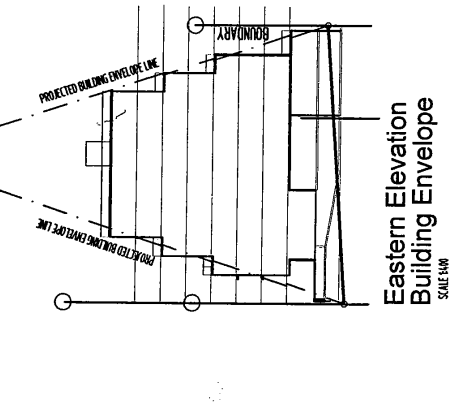 PROJECTED BUILDING ENVELOPE LINE
BOUNDARY
PROJECTED BUILDING ENVELOPE LINE
Eastern Elevation
Building Envelope
SCALE 1:400